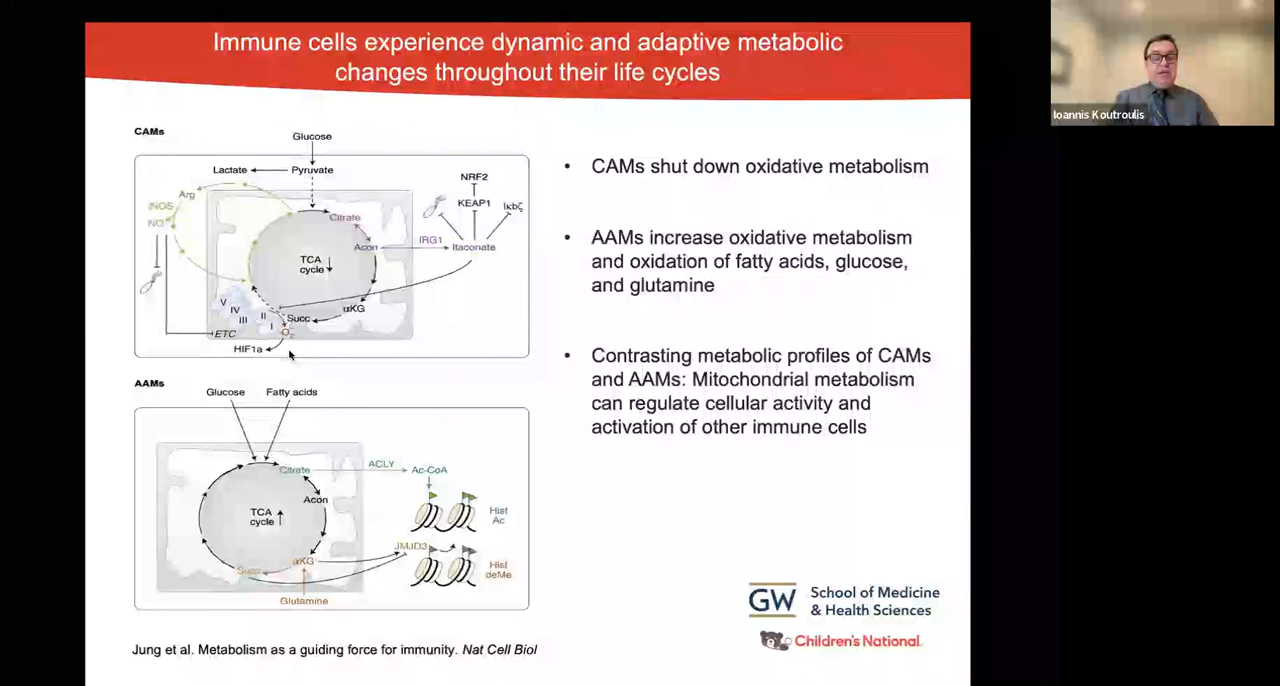 Immune cells experience dynamic and adaptive metabolic
changes throughout their life cycles
Ioannis Koutroulis
CAMs
Glucose
Lactate
Pyruvate
NRF2
Arg
iNOS
NO
Citrate
KEAP1
Iκbζ
Acon
IRG1
Itaconate
TCA
cycle
V
IV
III
II
I
Succ
αKG
O2
ETC
HIF1a
AAMs
Glucose
Fatty acids
Citrate
ACLY
Ac-CoA
Acon
TCA
cycle
Hist
Ac
JMJD3
Succ
αKG
Hist
deMe
Glutamine
• CAMs shut down oxidative metabolism
• AAMs increase oxidative metabolism
and oxidation of fatty acids, glucose,
and glutamine
• Contrasting metabolic profiles of CAMs
and AAMs: Mitochondrial metabolism
can regulate cellular activity and
activation of other immune cells
GW
School of Medicine
& Health Sciences
Children's National.
Jung et al. Metabolism as a guiding force for immunity. Nat Cell Biol